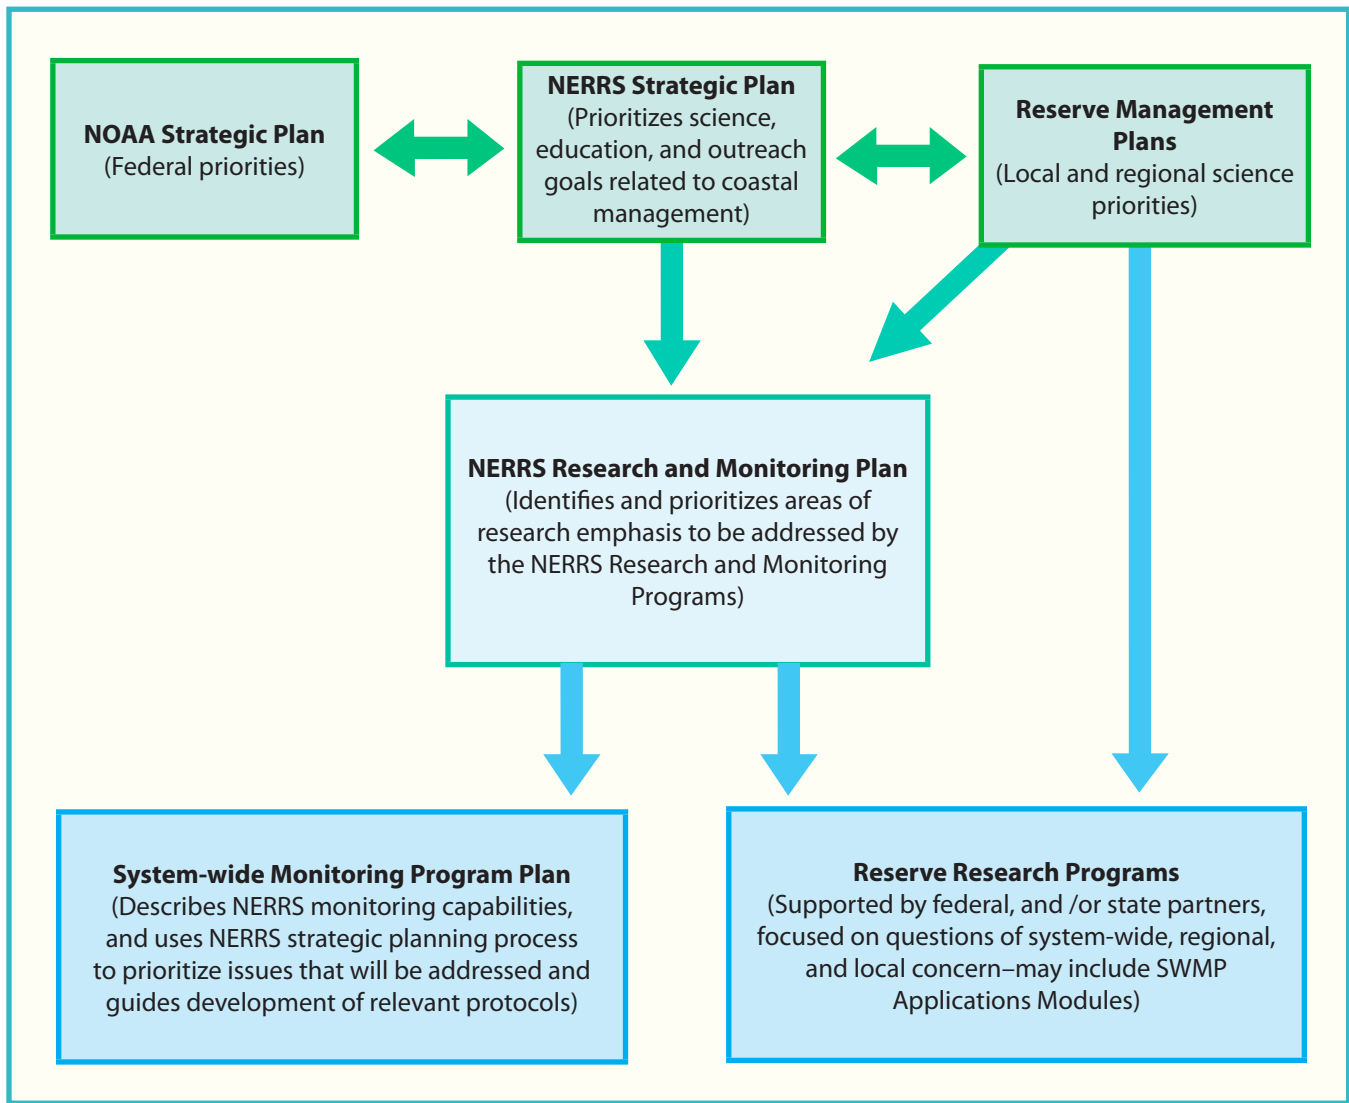 NOAA Strategic Plan
(Federal priorities)
NERRS Strategic Plan
(Prioritizes science,
education, and outreach
goals related to coastal
management)
Reserve Management
Plans
(Local and regional science
priorities)
NERRS Research and Monitoring Plan
(Identifies and prioritizes areas of
research emphasis to be addressed by
the NERRS Research and Monitoring
Programs)
System-wide Monitoring Program Plan
(Describes NERRS monitoring capabilities,
and uses NERRS strategic planning process
to prioritize issues that will be addressed and
guides development of relevant protocols)
Reserve Research Programs
(Supported by federal, and /or state partners,
focused on questions of system-wide, regional,
and local concern–may include SWMP
Applications Modules)